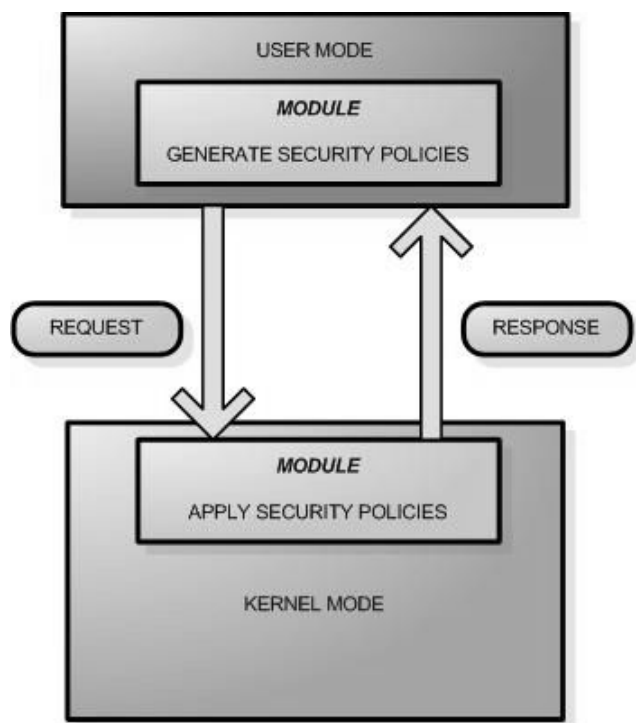 USER MODE
MODULE
GENERATE SECURITY POLICIES
REQUEST
RESPONSE
MODULE
APPLY SECURITY POLICIES
KERNEL MODE